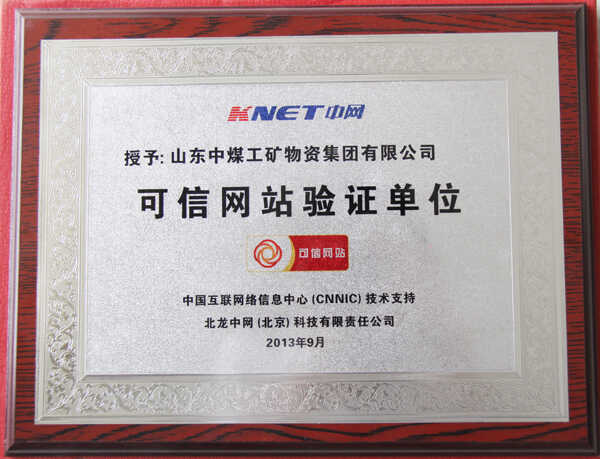 KNET中网
授予: 山东中煤工矿物资集团有限公司
可信网站验证单位
可信网站
中国互联网络信息中心 (CNNIC) 技术支持
北龙中网 (北京) 科技有限责任公司
2013年9月